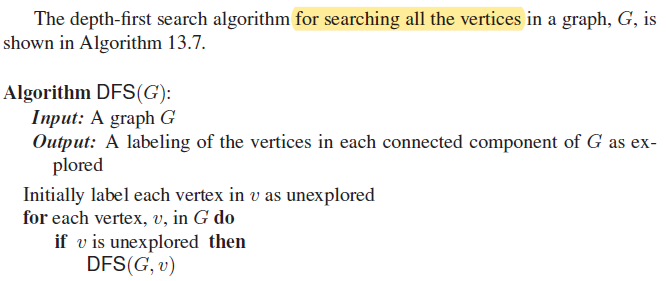 The depth-first search algorithm for searching all the vertices in a graph, G, is
shown in Algorithm 13.7.
Algorithm DFS(G):
Input: A graph G
Output: A labeling of the vertices in each connected component of G as ex-
plored
Initially label each vertex in v as unexplored
for each vertex, v, in G do
if v is unexplored then
DFS(G, v)